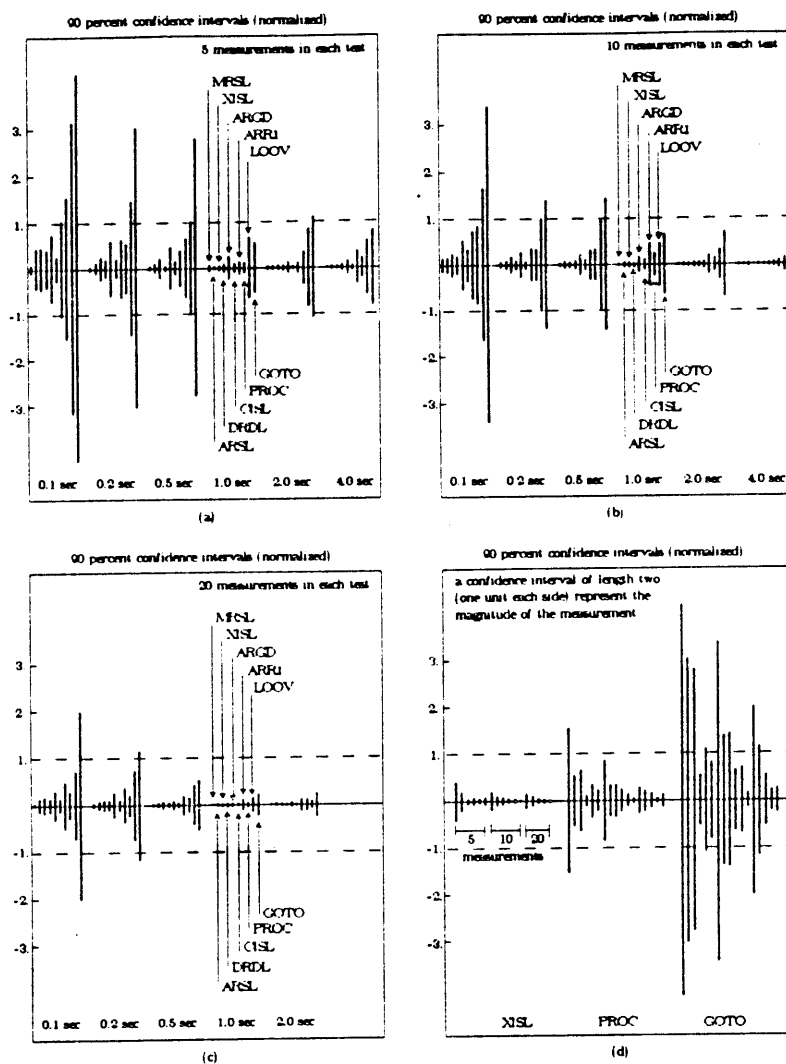 90 percent confidence intervals (normalized)
5 measurements in each test
MRSL
XISL
ARGD
ARR1
LOOV
3.
2.
1.
0.
-1.
-2.
-3.
GOTO
PROC
CISL
DRDL
ARSL
0.1 sec 0.2 sec 0.5 sec 1.0 sec 2.0 sec 4.0 sec
(a)
90 percent confidence intervals (normalized)
10 measurements in each test
MRSL
XISL
ARGD
ARR1
LOOV
3.
2.
1.
0.
-1.
-2.
-3.
GOTO
PROC
CISL
DRDL
ARSL
0.1 sec 0.2 sec 0.5 sec 1.0 sec 2.0 sec 4.0 sec
(b)
90 percent confidence intervals (normalized)
20 measurements in each test
MRSL
XISL
ARGD
ARR1
LOOV
3.
2.
1.
0.
-1.
-2.
-3.
GOTO
PROC
CISL
DRDL
ARSL
0.1 sec 0.2 sec 0.5 sec 1.0 sec 2.0 sec
(c)
90 percent confidence intervals (normalized)
a confidence interval of length two
(one unit each side) represent the
magnitude of the measurement
3.
2.
1.
0.
-1.
-2.
-3.
5 10 20
measurements
XISL PROC GOTO
(d)